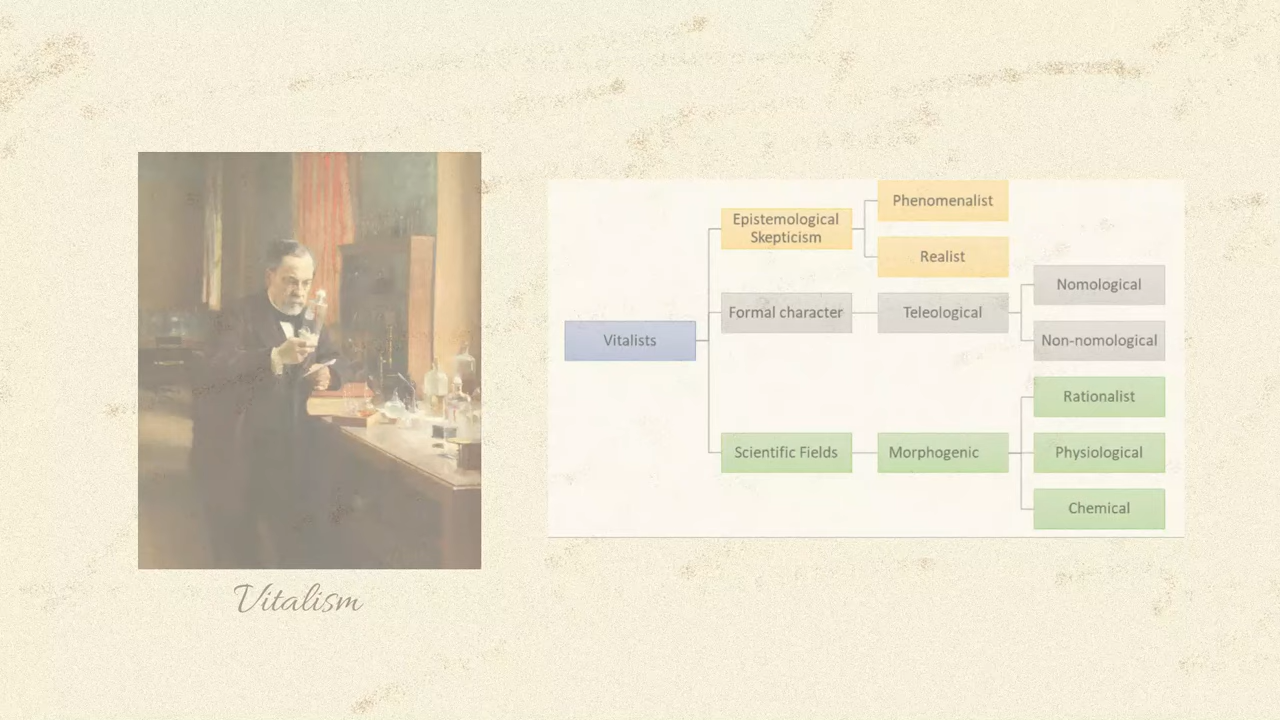 Vitalism
Vitalists
Epistemological
Skepticism
Phenomenalist
Realist
Formal character
Teleological
Nomological
Non-nomological
Scientific Fields
Morphogenic
Rationalist
Physiological
Chemical